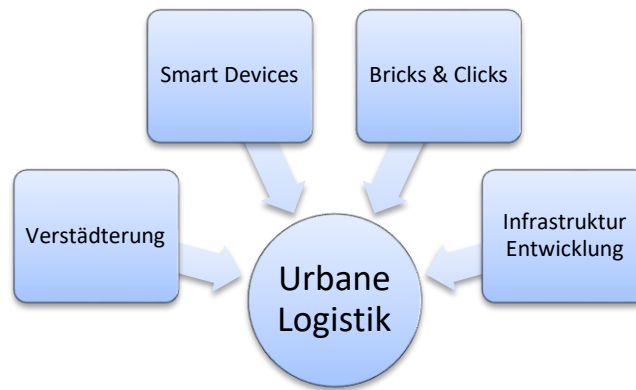 Smart Devices
Bricks & Clicks
Verstädterung
Infrastruktur
Entwicklung
Urbane
Logistik